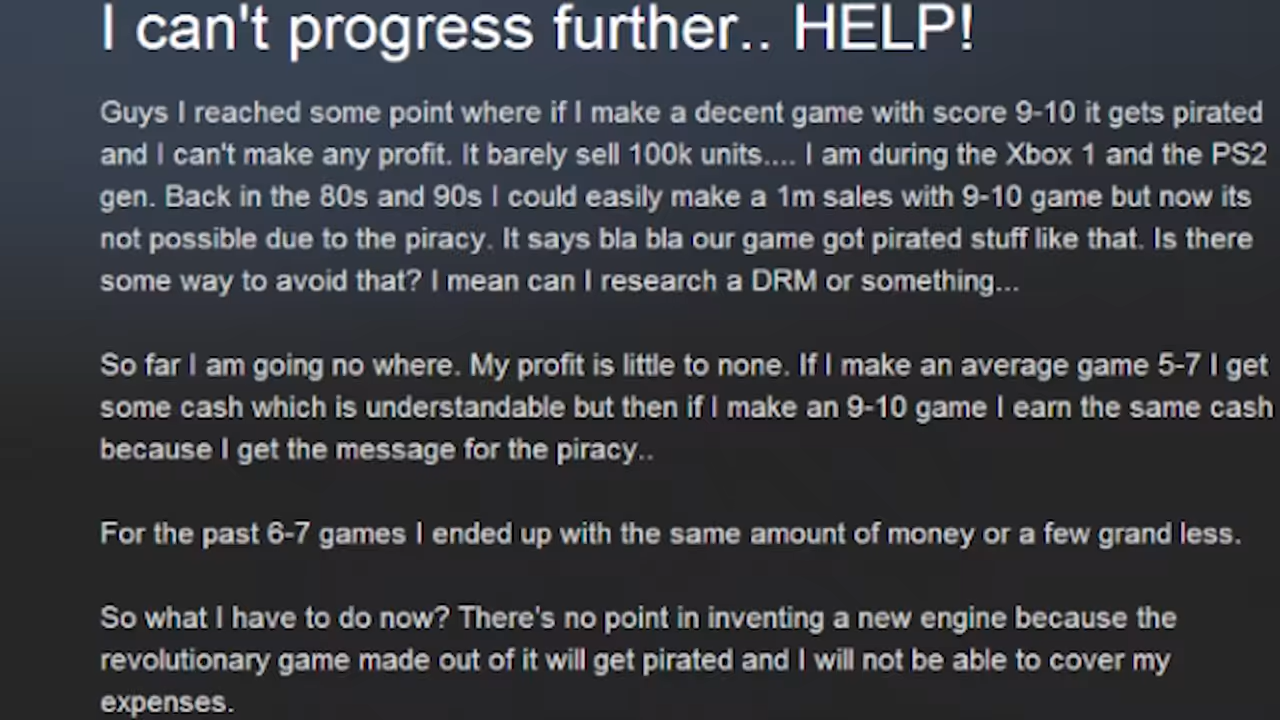 I can't progress further.. HELP!
Guys I reached some point where if I make a decent game with score 9-10 it gets pirated
and I can't make any profit. It barely sell 100k units.... I am during the Xbox 1 and the PS2
gen. Back in the 80s and 90s I could easily make a 1m sales with 9-10 game but now its
not possible due to the piracy. It says bla bla our game got pirated stuff like that. Is there
some way to avoid that? I mean can I research a DRM or something...
So far I am going no where. My profit is little to none. If I make an average game 5-7 I get
some cash which is understandable but then if I make an 9-10 game I earn the same cash
because I get the message for the piracy..
For the past 6-7 games I ended up with the same amount of money or a few grand less.
So what I have to do now? There's no point in inventing a new engine because the
revolutionary game made out of it will get pirated and I will not be able to cover my
expenses.